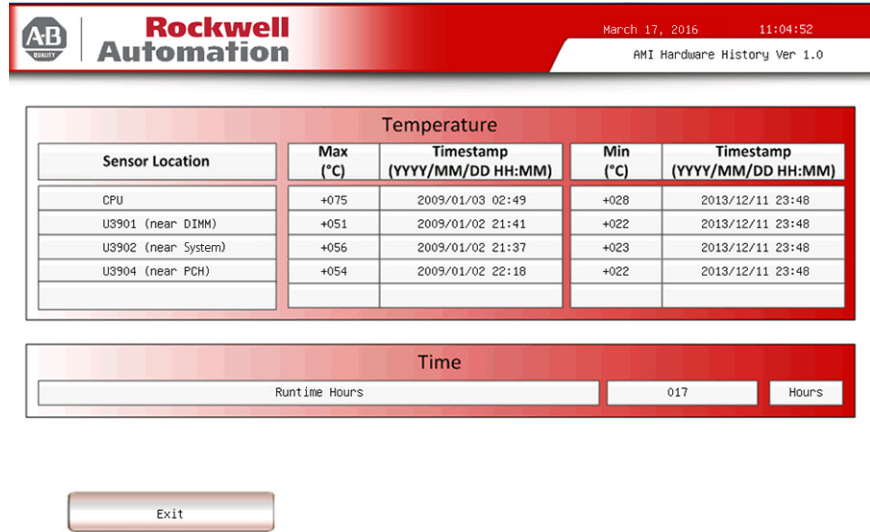 A·B
QUALITY
Rockwell
Automation
March 17, 2016 11:04:52
AMI Hardware History Ver 1.0
Temperature
Sensor Location Max (°C) Timestamp (YYYY/MM/DD HH:MM) Min (°C) Timestamp (YYYY/MM/DD HH:MM)
CPU +075 2009/01/03 02:49 +028 2013/12/11 23:48
U3901 (near DIMM) +051 2009/01/02 21:41 +022 2013/12/11 23:48
U3902 (near System) +056 2009/01/02 21:37 +023 2013/12/11 23:48
U3904 (near PCH) +054 2009/01/02 22:18 +022 2013/12/11 23:48
Time
Runtime Hours 017 Hours
Exit